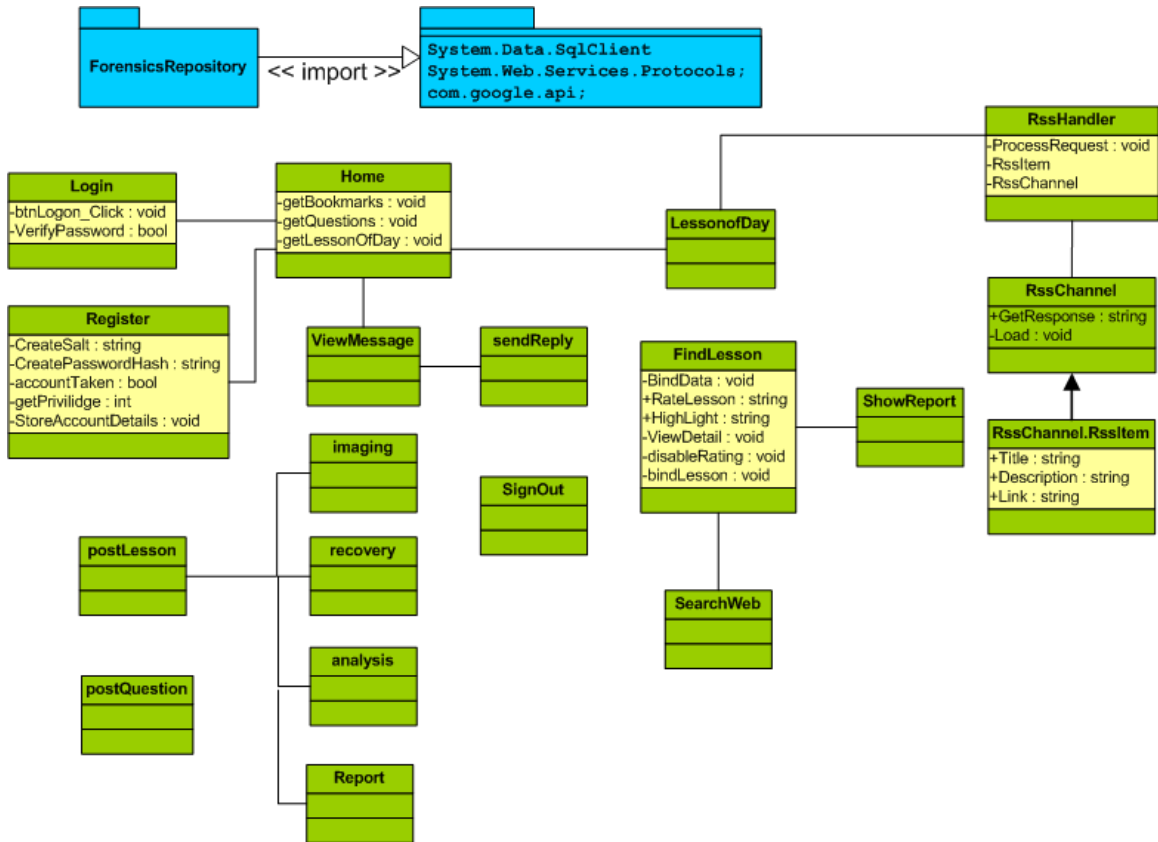 ForensicsRepository
<< import >>
System.Data.SqlClient
System.Web.Services.Protocols;
com.google.api;
RssHandler
-ProcessRequest : void
-RssItem
-RssChannel
Login
-btnLogon_Click : void
-VerifyPassword : bool
Home
-getBookmarks : void
-getQuestions : void
-getLessonOfDay : void
LessonofDay
RssChannel
+GetResponse : string
-Load : void
Register
-CreateSalt : string
-CreatePasswordHash : string
-accountTaken : bool
-getPrivilidge : int
-StoreAccountDetails : void
ViewMessage
sendReply
FindLesson
-BindData : void
+RateLesson : string
+HighLight : string
-ViewDetail : void
-disableRating : void
-bindLesson : void
ShowReport
RssChannel.RssItem
+Title : string
+Description : string
+Link : string
imaging
SignOut
postLesson
recovery
SearchWeb
analysis
postQuestion
Report